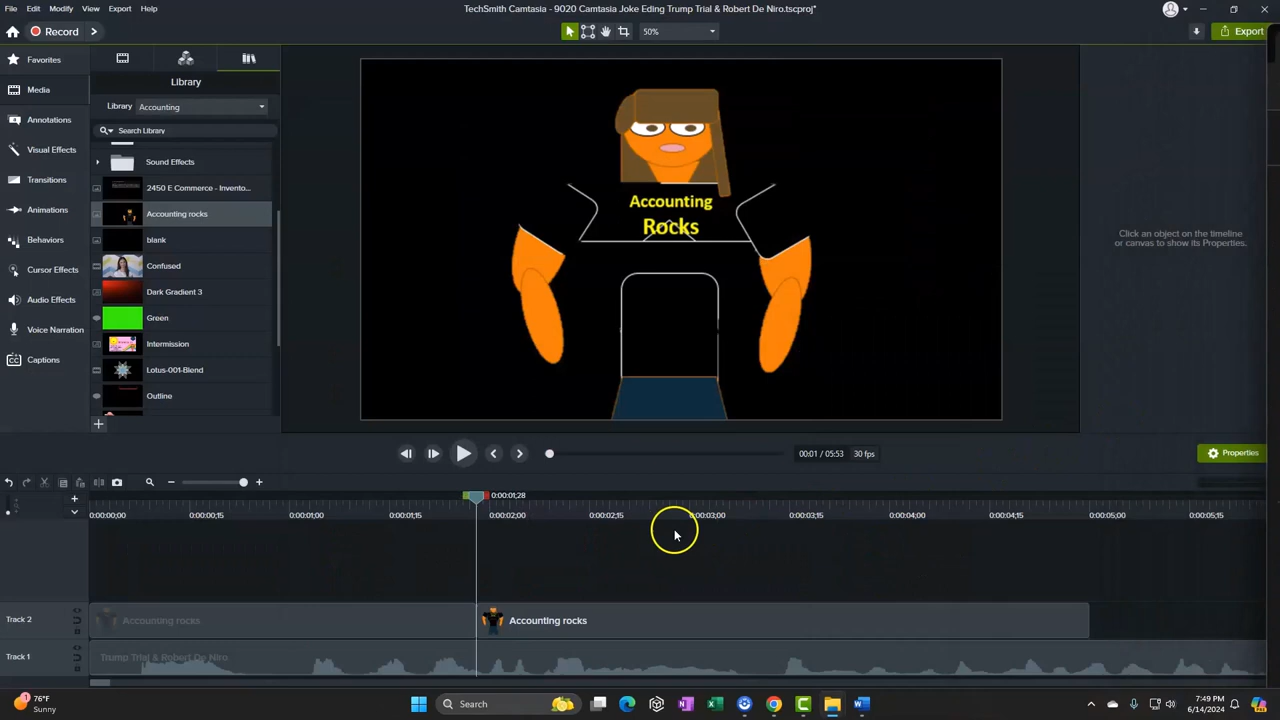 TechSmith Camtasia - 9020 Camtasia Joke Eding Trump Trial & Robert De Niro.tscproj*
File Edit Modify View Export Help
Record 50% Export
Favorites
Media
Annotations
Visual Effects
Transitions
Animations
Behaviors
Cursor Effects
Audio Effects
Voice Narration
Captions
Library
Library Accounting
Search Library
Sound Effects
2450 E Commerce - Invento...
Accounting rocks
blank
Confused
Dark Gradient 3
Green
Intermission
Lotus-001-Blend
Outline
Accounting
Rocks
Click an object on the timeline
or canvas to show its Properties.
00:01 / 05:53 30 fps
Properties
0:00:01;28
0:00:00;00 0:00:00;15 0:00:01;00 0:00:01;15 0:00:02;00 0:00:02;15 0:00:03;00 0:00:03;15 0:00:04;00 0:00:04;15 0:00:05;00 0:00:05;15
Track 2 Accounting rocks Accounting rocks
Track 1 Trump Trial & Robert De Niro
1 76°F
Sunny
Search
7:49 PM
6/14/2024